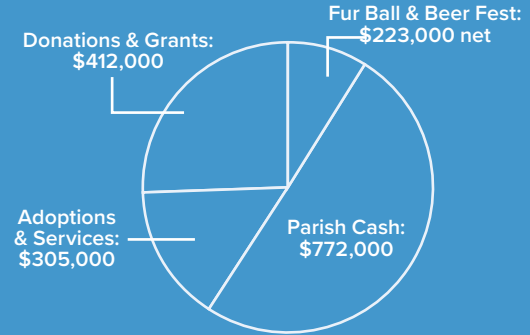 Fur Ball & Beer Fest:
$223,000 net
Donations & Grants:
$412,000
Adoptions
& Services:
$305,000
Parish Cash:
$772,000